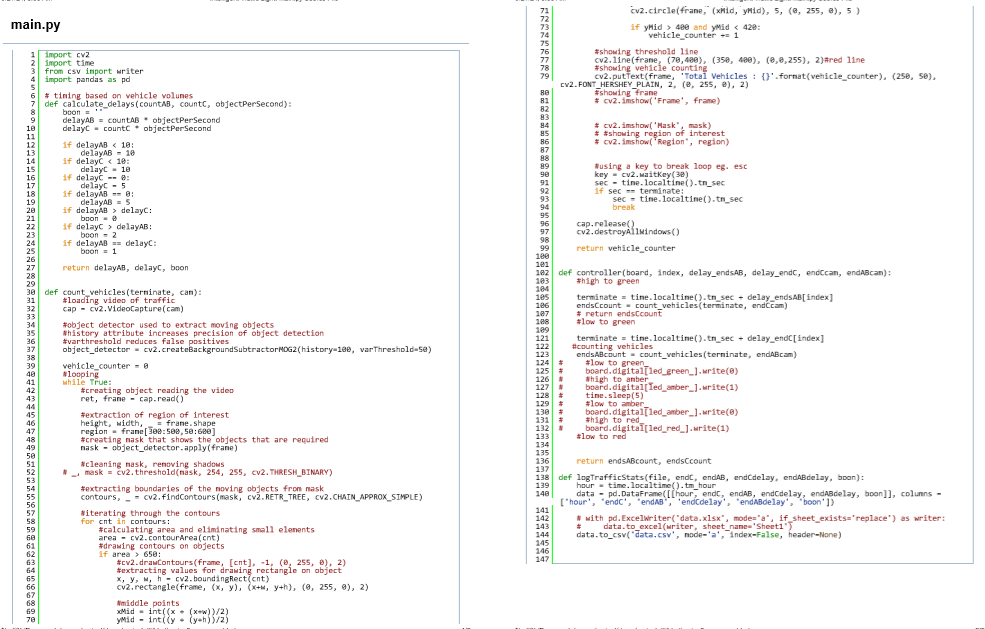 main.py
1 import cv2
2 import time
3 from csv import writer
4 import pandas as pd
5
6 # timing based on vehicle volumes
7 def calculate_delays(countAB, countC, objectPerSecond):
8 boon = ''
9 delayAB = countAB * objectPerSecond
10 delayC = countC * objectPerSecond
11
12 if delayAB < 10:
13 delayAB = 10
14 if delayC < 10:
15 delayC = 10
16 if delayC == 0:
17 delayC = 5
18 if delayAB == 0:
19 delayAB = 5
20 if delayAB > delayC:
21 boon = 0
22 if delayC > delayAB:
23 boon = 2
24 if delayAB == delayC:
25 boon = 1
26
27 return delayAB, delayC, boon
28
29
30 def count_vehicles(terminate, cam):
31 #loading video of traffic
32 cap = cv2.VideoCapture(cam)
33
34 #object detector used to extract moving objects
35 #history attribute increases precision of object detection
36 #varthreshold reduces false positives
37 object_detector = cv2.createBackgroundSubtractorMOG2(history=100, varThreshold=50)
38
39 vehicle_counter = 0
40 #looping
41 while True:
42 #creating object reading the video
43 ret, frame = cap.read()
44
45 #extraction of region of interest
46 height, width, _ = frame.shape
47 region = frame[300:500,50:600]
48 #creating mask that shows the objects that are required
49 mask = object_detector.apply(frame)
50
51 #cleaning mask, removing shadows
52 # _, mask = cv2.threshold(mask, 254, 255, cv2.THRESH_BINARY)
53
54 #extracting boundaries of the moving objects from mask
55 contours, _ = cv2.findContours(mask, cv2.RETR_TREE, cv2.CHAIN_APPROX_SIMPLE)
56
57 #iterating through the contours
58 for cnt in contours:
59 #calculating area and eliminating small elements
60 area = cv2.contourArea(cnt)
61 #drawing contours on objects
62 if area > 650:
63 #cv2.drawContours(frame, [cnt], -1, (0, 255, 0), 2)
64 #extracting values for drawing rectangle on object
65 x, y, w, h = cv2.boundingRect(cnt)
66 cv2.rectangle(frame, (x, y), (x+w, y+h), (0, 255, 0), 2)
67
68 #middle points
69 xMid = int((x + (x+w))/2)
70 yMid = int((y + (y+h))/2)
71 cv2.circle(frame, (xMid, yMid), 5, (0, 255, 0), 5 )
72
73 if yMid > 400 and yMid < 420:
74 vehicle_counter += 1
75
76 #showing threshold line
77 cv2.line(frame, (70,400), (350, 400), (0,0,255), 2)#red line
78 #showing vehicle counting
79 cv2.putText(frame, 'Total Vehicles : {}'.format(vehicle_counter), (250, 50),
cv2.FONT_HERSHEY_PLAIN, 2, (0, 255, 0), 2)
80 #showing frame
81 # cv2.imshow('Frame', frame)
82
83
84 # cv2.imshow('Mask', mask)
85 # #showing region of interest
86 # cv2.imshow('Region', region)
87
88
89 #using a key to break loop eg. esc
90 key = cv2.waitKey(30)
91 sec = time.localtime().tm_sec
92 if sec == terminate:
93 sec = time.localtime().tm_sec
94 break
95
96 cap.release()
97 cv2.destroyAllWindows()
98
99 return vehicle_counter
100
101
102 def controller(board, index, delay_endsAB, delay_endC, endCcam, endABcam):
103 #high to green
104
105 terminate = time.localtime().tm_sec + delay_endsAB[index]
106 endsCcount = count_vehicles(terminate, endCcam)
107 # return endsCcount
108 #low to green
109
121 terminate = time.localtime().tm_sec + delay_endC[index]
122 #counting vehicles
123 endsABcount = count_vehicles(terminate, endABcam)
124 # #low to green_
125 # board.digital[led_green_].write(0)
126 # #high to amber_
127 # board.digital[led_amber_].write(1)
128 # time.sleep(5)
129 # #low to amber_
130 # board.digital[led_amber_].write(0)
131 # #high to red_
132 # board.digital[led_red_].write(1)
133 #low to red
134
135
136 return endsABcount, endsCcount
137
138 def logTrafficStats(file, endC, endAB, endCdelay, endABdelay, boon):
139 hour = time.localtime().tm_hour
140 data = pd.DataFrame([[hour, endC, endAB, endCdelay, endABdelay, boon]], columns =
['hour', 'endC', 'endAB', 'endCdelay', 'endABdelay', 'boon'])
141
142 # with pd.ExcelWriter('data.xlsx', mode='a', if_sheet_exists='replace') as writer:
143 # data.to_excel(writer, sheet_name='Sheet1')
144 data.to_csv('data.csv', mode='a', index=False, header=None)
145
146
147